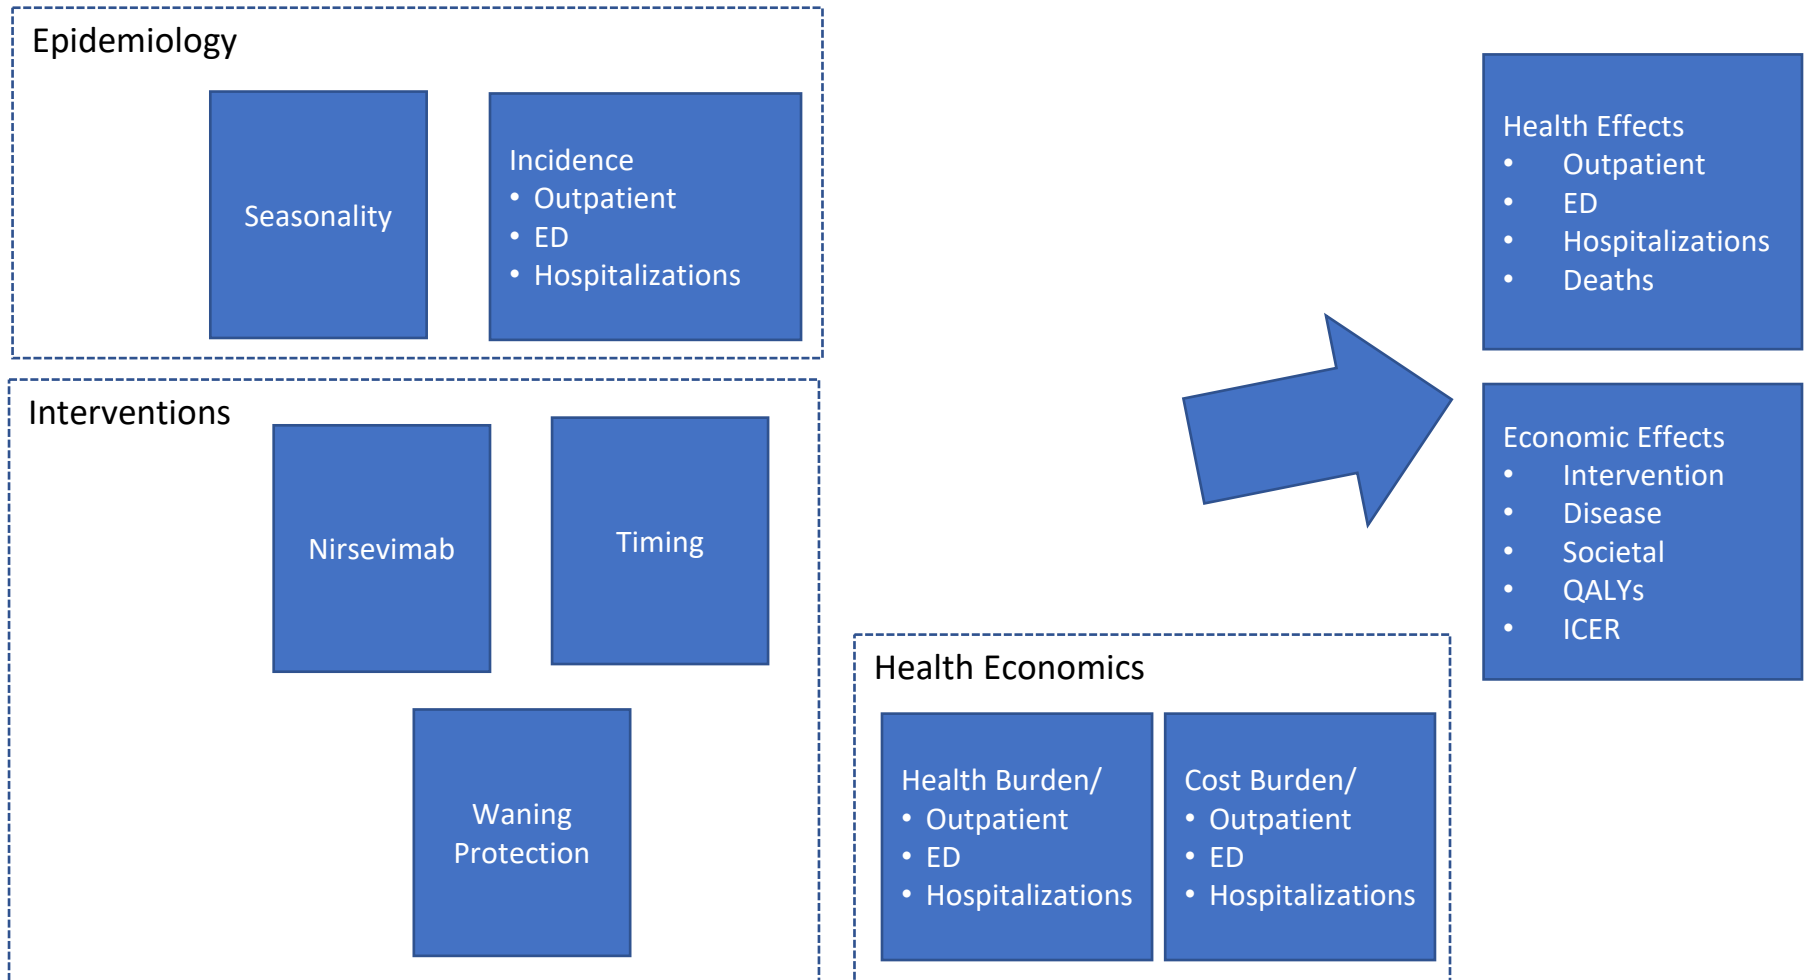 Epidemiology
Seasonality
Incidence
• Outpatient
• ED
• Hospitalizations
Interventions
Nirsevimab
Timing
Waning
Protection
Health Economics
Health Burden/
• Outpatient
• ED
• Hospitalizations
Cost Burden/
• Outpatient
• ED
• Hospitalizations
Health Effects
• Outpatient
• ED
• Hospitalizations
• Deaths
Economic Effects
• Intervention
• Disease
• Societal
• QALYs
• ICER